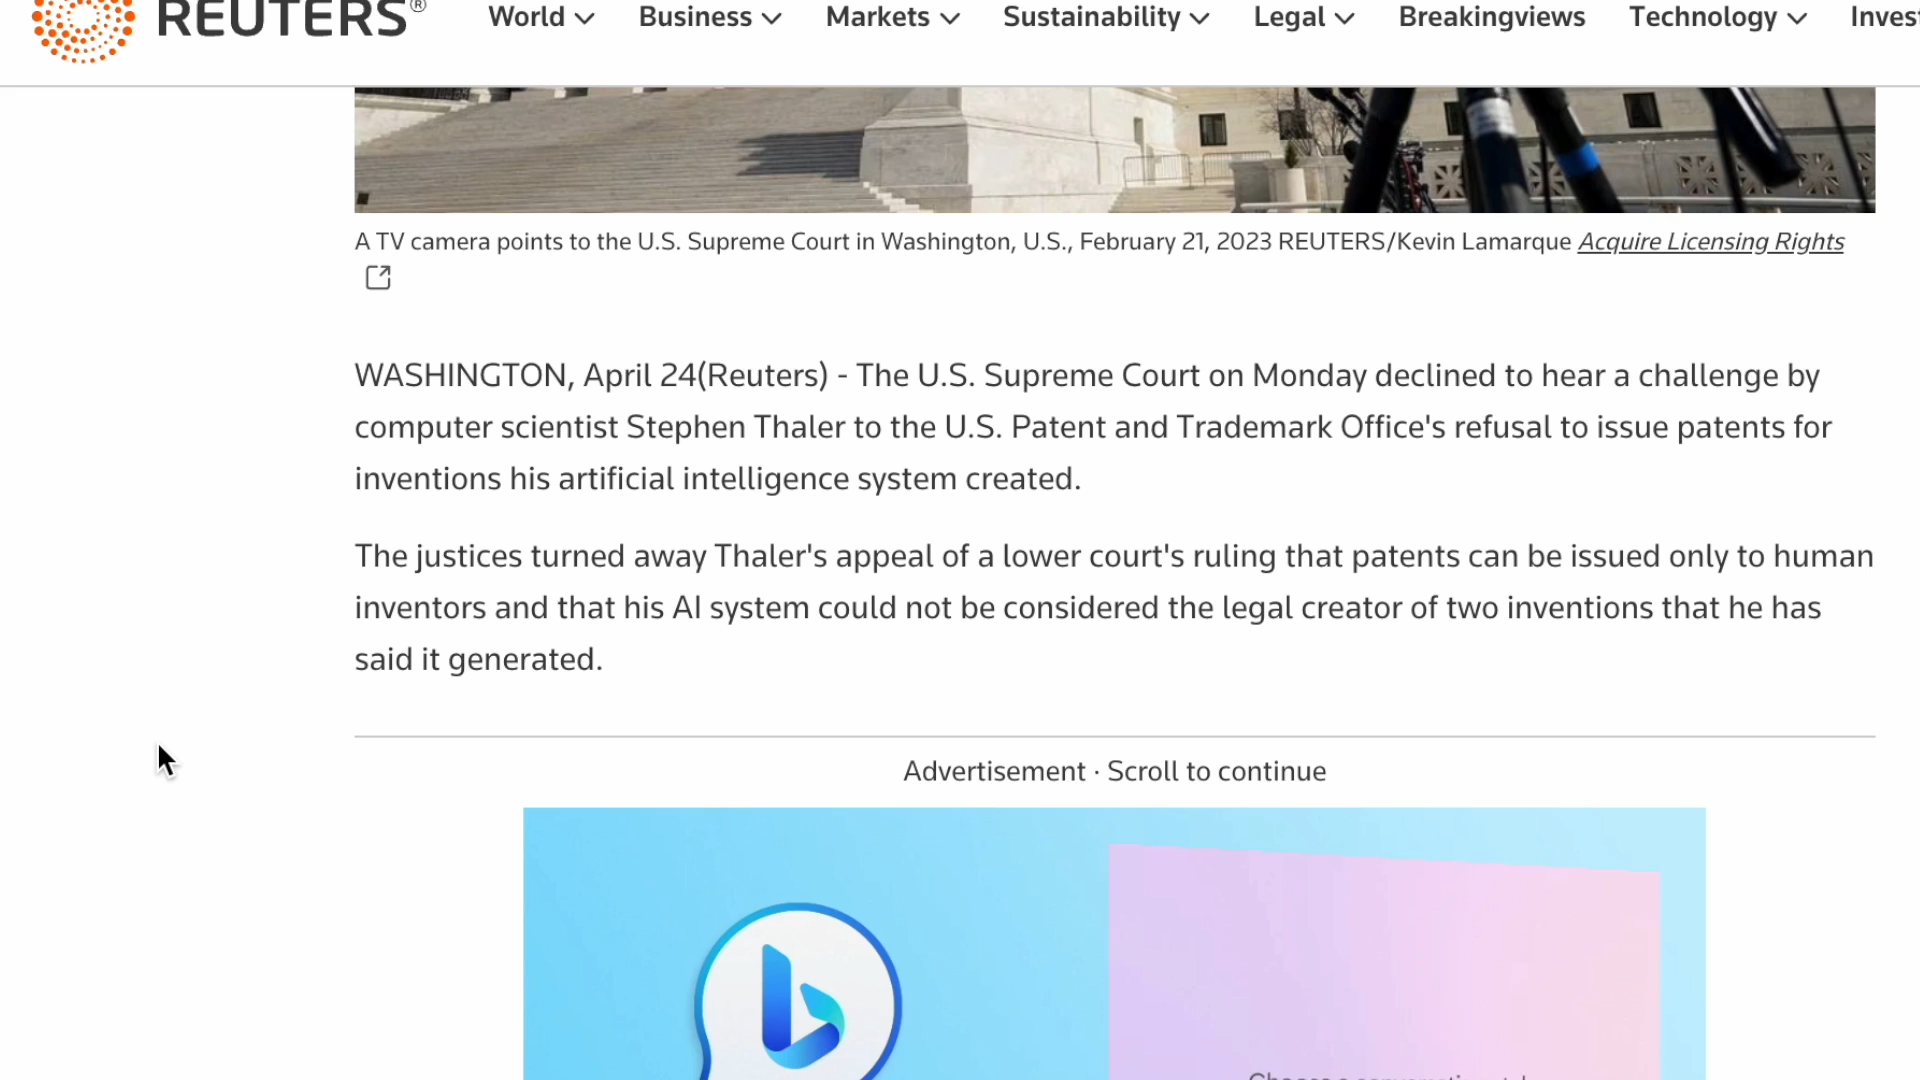 REUTERS®
World
Business
Markets
Sustainability
Legal
Breakingviews
Technology
A TV camera points to the U.S. Supreme Court in Washington, U.S., February 21, 2023 REUTERS/Kevin Lamarque Acquire Licensing Rights
WASHINGTON, April 24(Reuters) - The U.S. Supreme Court on Monday declined to hear a challenge by
computer scientist Stephen Thaler to the U.S. Patent and Trademark Office's refusal to issue patents for
inventions his artificial intelligence system created.
The justices turned away Thaler's appeal of a lower court's ruling that patents can be issued only to human
inventors and that his AI system could not be considered the legal creator of two inventions that he has
said it generated.
Advertisement · Scroll to continue